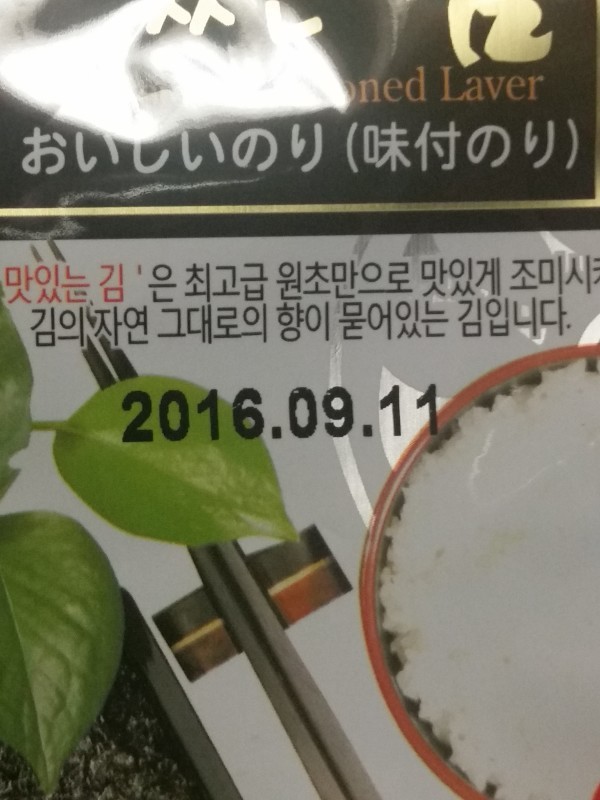 oned Laver
おいしいのり(味付のり)
맛있는 김'은 최고급 원초만으로 맛있게 조미시
김의 자연 그대로의 향이 묻어있는 김입니다.
2016.09.11